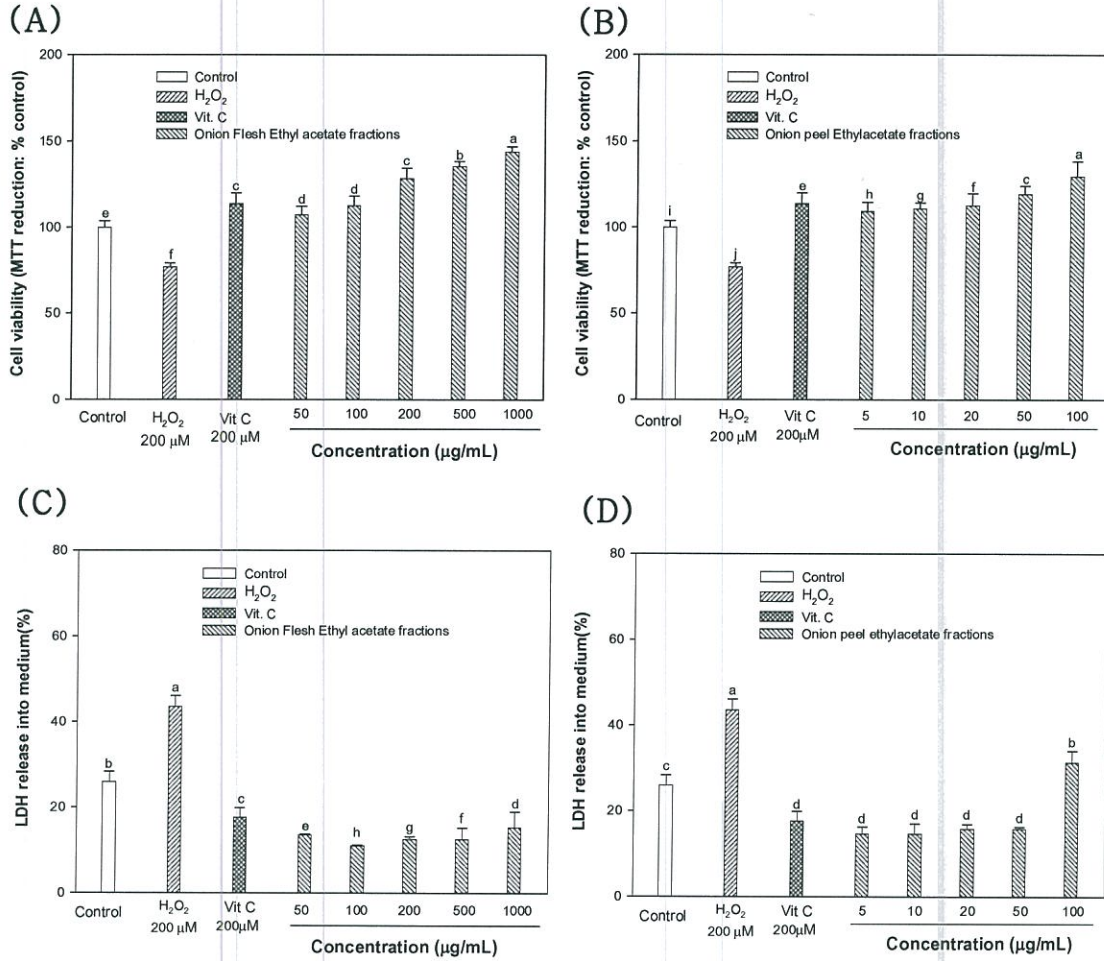 (A)
Cell viability (MTT reduction: % control)
200
150
100
50
0
Control
H₂O₂
Vit. C
Onion Flesh Ethyl acetate fractions
e
f
c
d
d
c
b
a
Control
H₂O₂
200 μM
Vit C
200 μM
50
100
200
500
1000
Concentration (μg/mL)
(B)
Cell viability (MTT reduction: % control)
200
150
100
50
0
Control
H₂O₂
Vit. C
Onion peel Ethylacetate fractions
i
j
e
h
g
f
c
a
Control
H₂O₂
200 μM
Vit C
200μM
5
10
20
50
100
Concentration (μg/mL)
(C)
LDH release into medium(%)
80
60
40
20
0
Control
H₂O₂
Vit. C
Onion Flesh Ethyl acetate fractions
b
a
c
e
h
g
f
d
Control
H₂O₂
200 μM
Vit C
200μM
50
100
200
500
1000
Concentration (μg/mL)
(D)
LDH release into medium(%)
80
60
40
20
0
Control
H₂O₂
Vit. C
Onion peel ethylacetate fractions
c
a
d
d
d
d
d
b
Control
H₂O₂
200 μM
Vit C
200μM
5
10
20
50
100
Concentration (μg/mL)